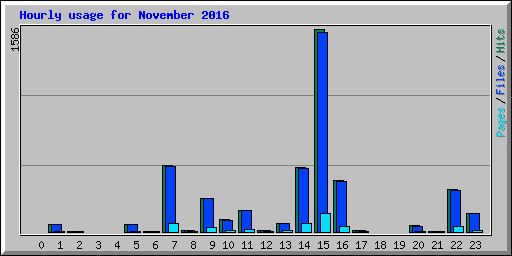 Hourly usage for November 2016
1586
Pages/Files/Hits
0 1 2 3 4 5 6 7 8 9 10 11 12 13 14 15 16 17 18 19 20 21 22 23